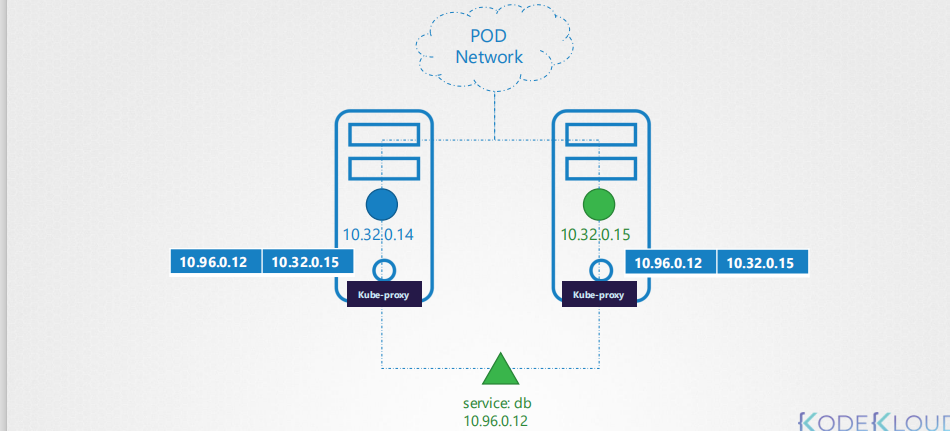 POD
Network
10.32.0.14
10.32.0.15
10.96.0.12 10.32.0.15
10.96.0.12 10.32.0.15
Kube-proxy
Kube-proxy
service: db
10.96.0.12
KODEKLOUD